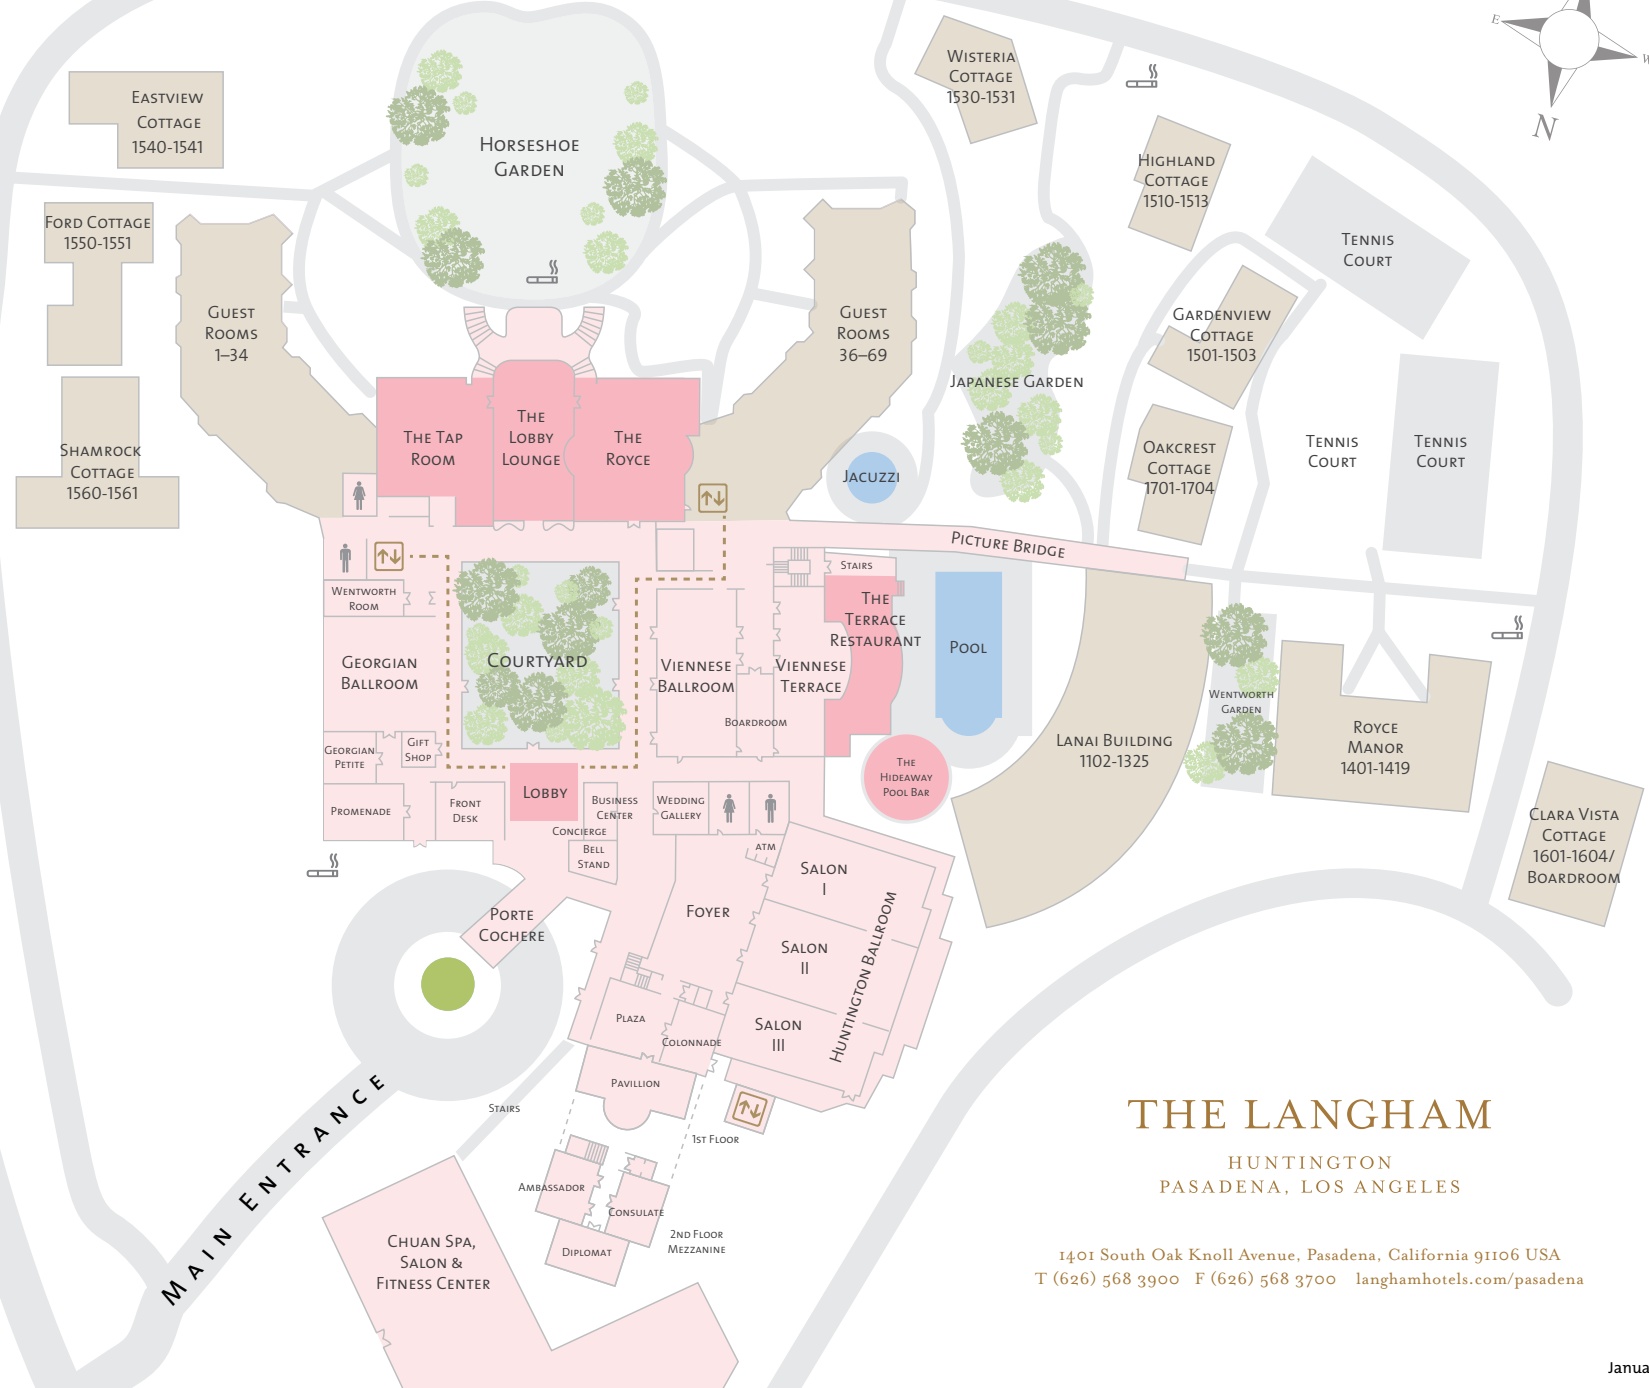 E
W
N
WISTERIA
COTTAGE
1530-1531
EASTVIEW
COTTAGE
1540-1541
HORSESHOE
GARDEN
HIGHLAND
COTTAGE
1510-1513
FORD COTTAGE
1550-1551
TENNIS
COURT
GUEST
ROOMS
1–34
GUEST
ROOMS
36–69
GARDENVIEW
COTTAGE
1501-1503
JAPANESE GARDEN
THE TAP
ROOM
THE
LOBBY
LOUNGE
THE
ROYCE
SHAMROCK
COTTAGE
1560-1561
JACUZZI
OAKCREST
COTTAGE
1701-1704
TENNIS
COURT
TENNIS
COURT
PICTURE BRIDGE
STAIRS
WENTWORTH
ROOM
THE
TERRACE
RESTAURANT
POOL
COURTYARD
GEORGIAN
BALLROOM
VIENNESE
BALLROOM
VIENNESE
TERRACE
BOARDROOM
WENTWORTH
GARDEN
LANAI BUILDING
1102-1325
ROYCE
MANOR
1401-1419
GEORGIAN
PETITE
GIFT
SHOP
THE
HIDEAWAY
POOL BAR
PROMENADE
FRONT
DESK
LOBBY
BUSINESS
CENTER
CONCIERGE
WEDDING
GALLERY
BELL
STAND
ATM
CLARA VISTA
COTTAGE
1601-1604/
BOARDROOM
SALON
I
FOYER
PORTE
COCHERE
SALON
II
HUNTINGTON BALLROOM
SALON
III
PLAZA
COLONNADE
PAVILLION
MAIN ENTRANCE
STAIRS
1ST FLOOR
AMBASSADOR
CONSULATE
DIPLOMAT
2ND FLOOR
MEZZANINE
CHUAN SPA,
SALON &
FITNESS CENTER
THE LANGHAM
HUNTINGTON
PASADENA, LOS ANGELES
1401 South Oak Knoll Avenue, Pasadena, California 91106 USA
T (626) 568 3900 F (626) 568 3700 langhamhotels.com/pasadena
Janua